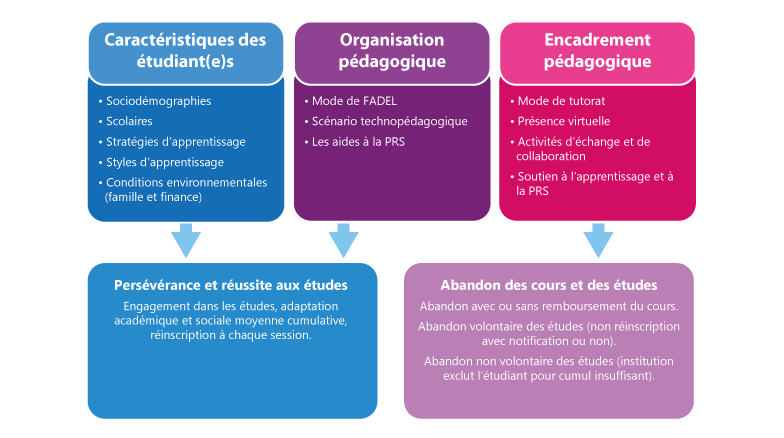 Caractéristiques des
étudiant(e)s
• Sociodémographies
• Scolaires
• Stratégies d'apprentissage
• Styles d'apprentissage
• Conditions environnementales
(famille et finance)
Organisation
pédagogique
• Mode de FADEL
• Scénario technopédagogique
• Les aides à la PRS
Encadrement
pédagogique
• Mode de tutorat
• Présence virtuelle
• Activités d'échange et de
collaboration
• Soutien à l'apprentissage et à
la PRS
Persévérance et réussite aux études
Engagement dans les études, adaptation
académique et sociale moyenne cumulative,
réinscription à chaque session.
Abandon des cours et des études
Abandon avec ou sans remboursement du cours.
Abandon volontaire des études (non réinscription
avec notification ou non).
Abandon non volontaire des études (institution
exclut l'étudiant pour cumul insuffisant).